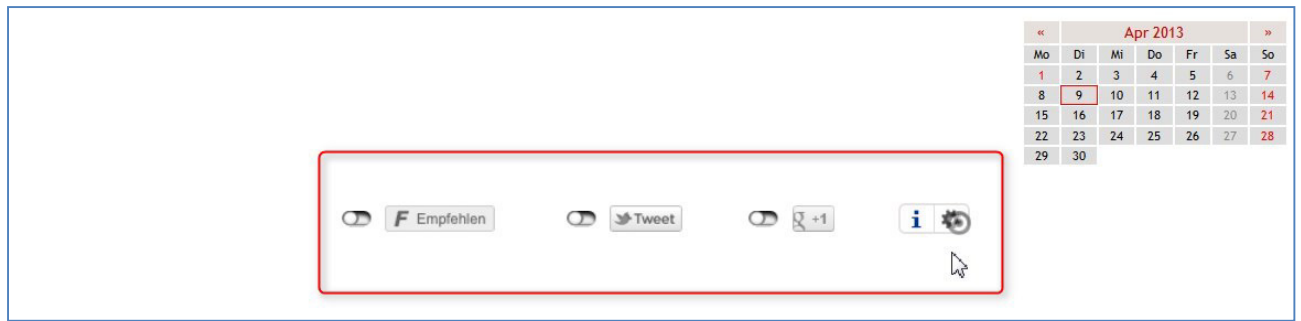 « Apr 2013 »
Mo Di Mi Do Fr Sa So
1 2 3 4 5 6 7
8 9 10 11 12 13 14
15 16 17 18 19 20 21
22 23 24 25 26 27 28
29 30
F Empfehlen Tweet g +1 i